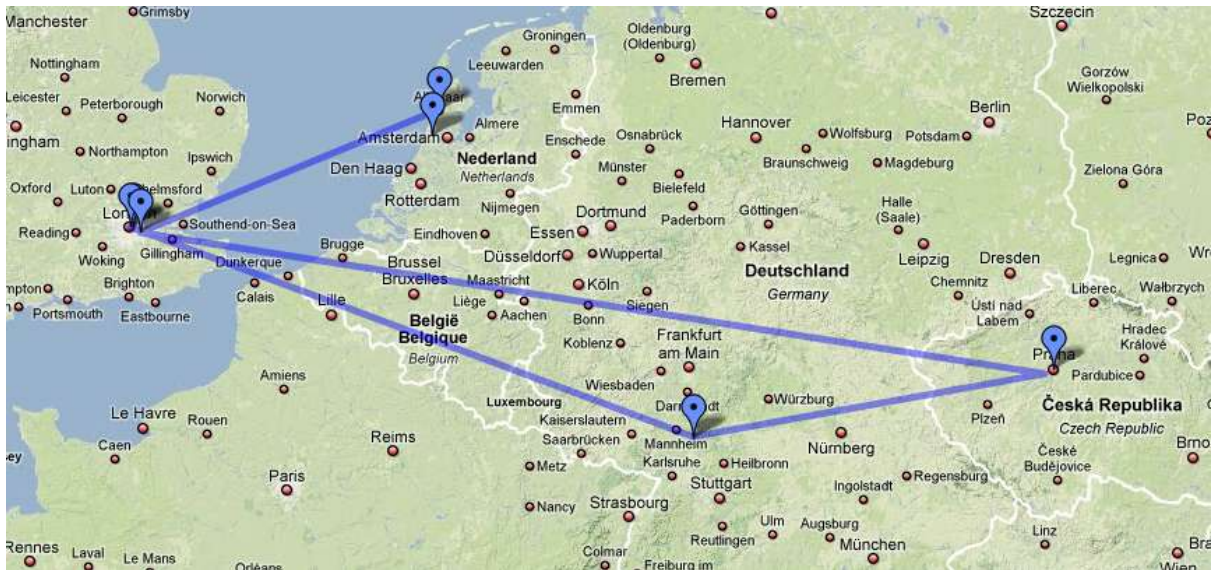 Manchester
Grimsby
Nottingham
Leicester
Peterborough
Norwich
Northampton
Ipswich
Oxford
Luton
Reading
Southend-on-Sea
Woking
Gillingham
Brighton
Portsmouth
Eastbourne
Groningen
Leeuwarden
Oldenburg
(Oldenburg)
Bremen
Emmen
Amsterdam
Almere
Enschede
Osnabrück
Hannover
Wolfsburg
Braunschweig
Potsdam
Berlin
Magdeburg
Szczecin
Gorzów
Wielkopolski
Zielona Góra
Den Haag
Nederland
Netherlands
Rotterdam
Nijmegen
Münster
Bielefeld
Paderborn
Göttingen
Halle
(Saale)
Eindhoven
Dortmund
Essen
Düsseldorf
Wuppertal
Kassel
Leipzig
Dresden
Legnica
Brugge
Dunkerque
Calais
Brussel
Bruxelles
Maastricht
Köln
Deutschland
Germany
Chemnitz
Liberec
Wałbrzych
Lille
Liège
Aachen
Siegen
Bonn
Ústí nad
Labem
België
Belgique
Belgium
Koblenz
Frankfurt
am Main
Hradec
Králové
Praha
Pardubice
Amiens
Wiesbaden
Luxembourg
Würzburg
Plzeň
Česká Republika
Czech Republic
Le Havre
Rouen
Kaiserslautern
Saarbrücken
Mannheim
Nürnberg
Caen
Reims
Metz
Karlsruhe
Heilbronn
Regensburg
České
Budějovice
Brno
Paris
Nancy
Strasbourg
Stuttgart
Ingolstadt
Reutlingen
Ulm
Augsburg
München
Linz
Rennes
Laval
Le Mans
Orléans
Colmar
Freiburg im
Wien